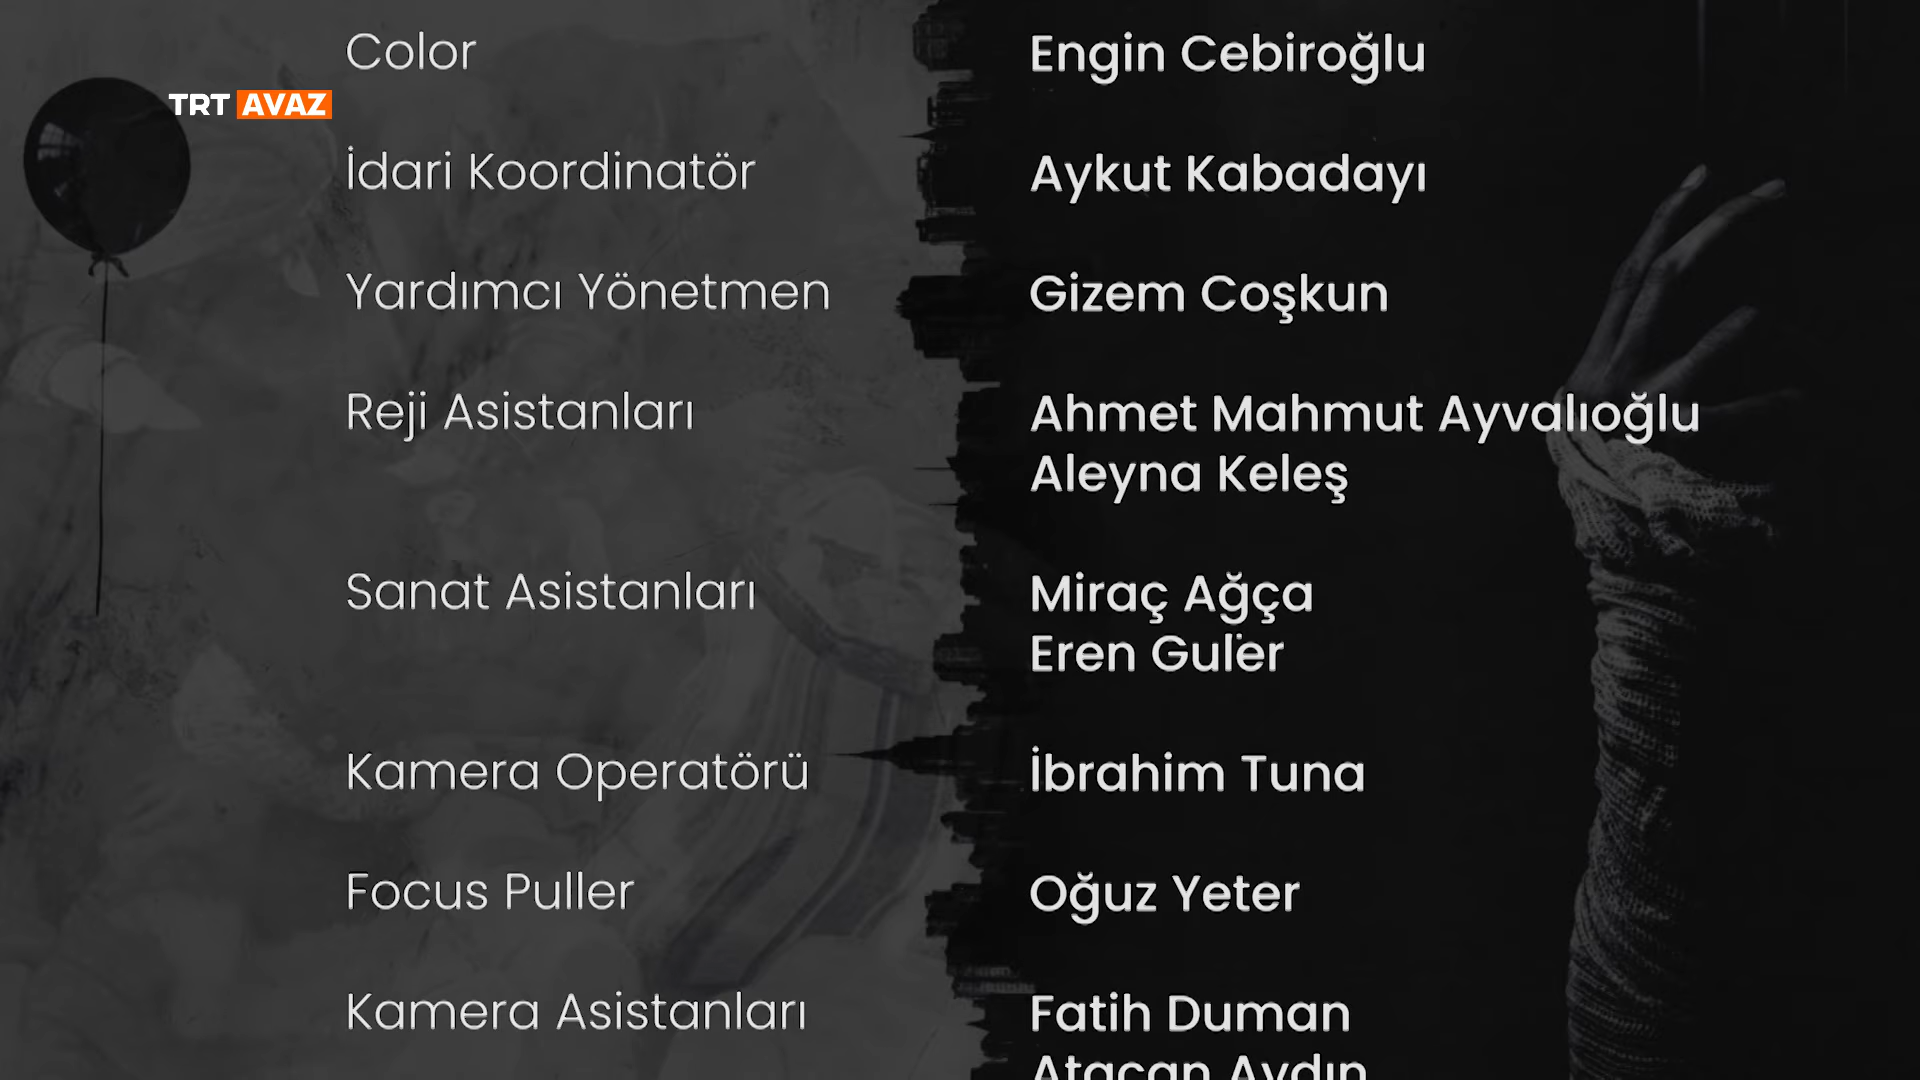 Color Engin Cebiroğlu
TRT AVAZ
İdari Koordinatör Aykut Kabadayı
Yardımcı Yönetmen Gizem Coşkun
Reji Asistanları Ahmet Mahmut Ayvalıoğlu
Aleyna Keleş
Sanat Asistanları Miraç Ağça
Eren Guler
Kamera Operatörü İbrahim Tuna
Focus Puller Oğuz Yeter
Kamera Asistanları Fatih Duman
Atacan Aydın